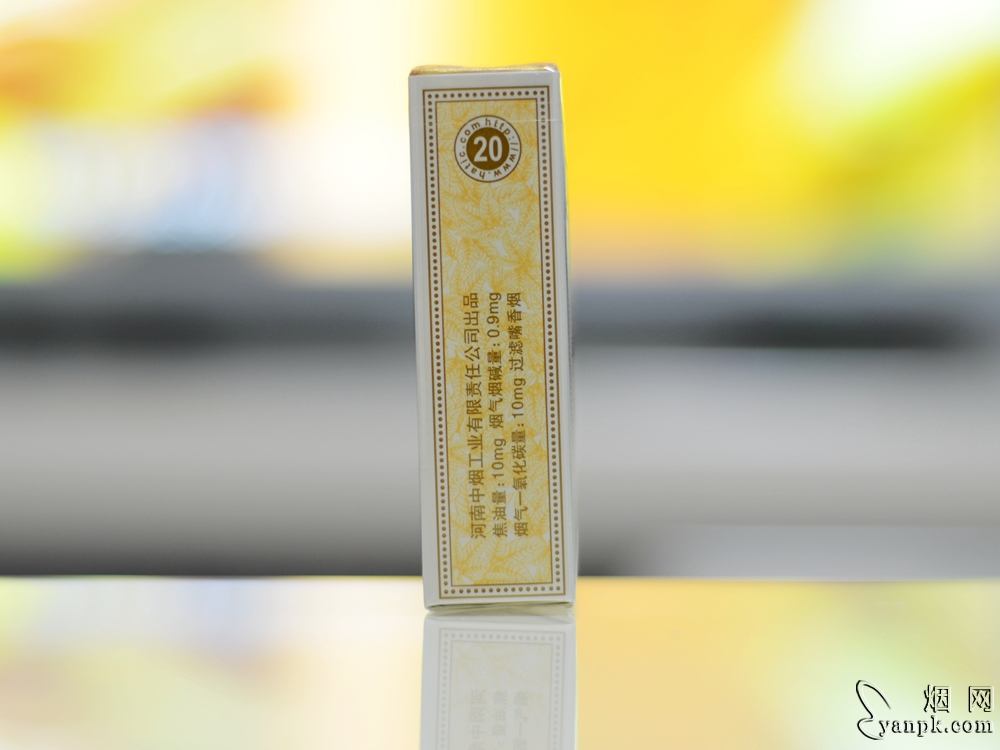 http://www.hatic.com
20
河南中烟工业有限责任公司出品
焦油量:10mg 烟气烟碱量:0.9mg
烟气一氧化碳量:10mg 过滤嘴香烟
烟网
yanpk.com